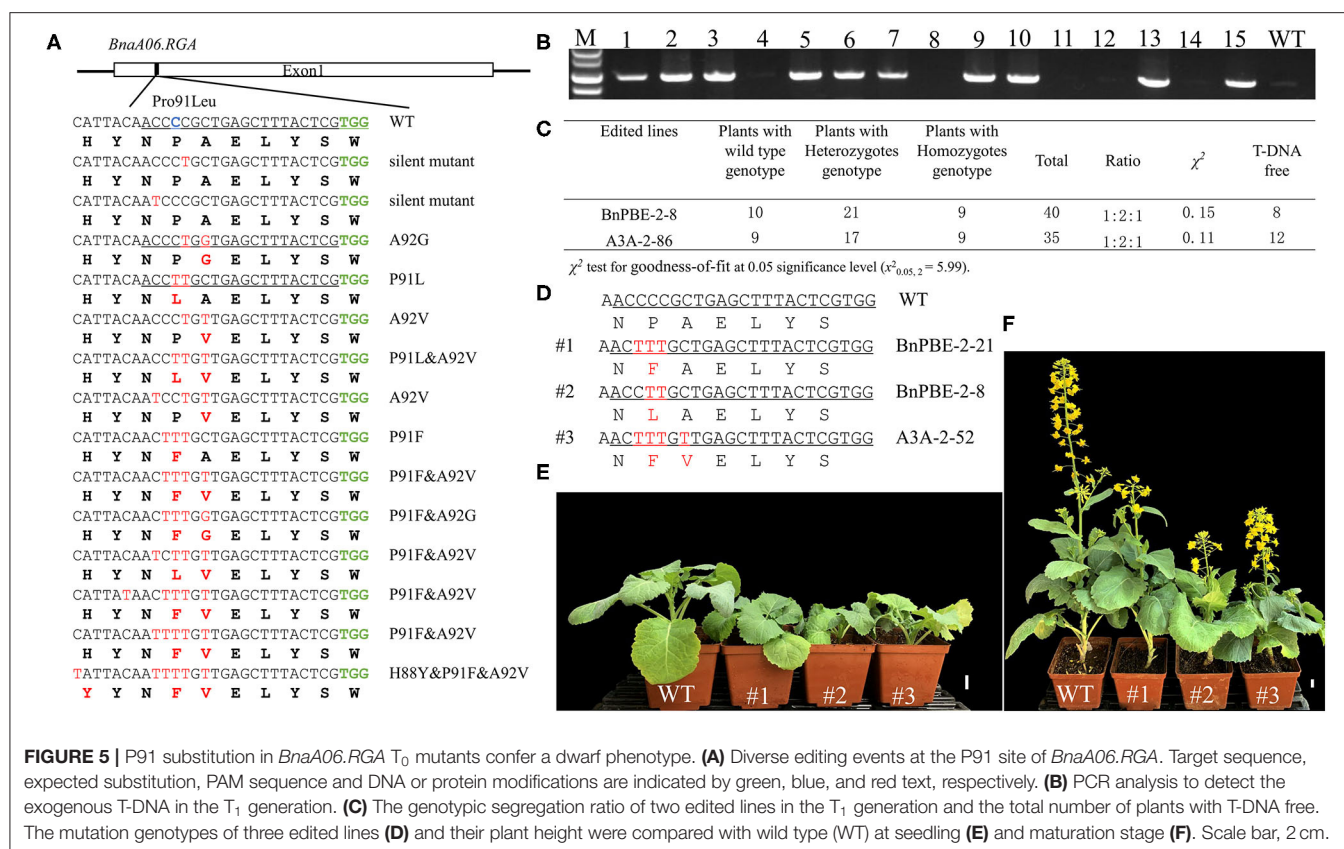 A
BnaA06.RGA
Exon1
Pro91Leu
CATTACAACCCCGCTGAGCTTTACTCGTGG WT
H Y N P A E L Y S W
CATTACAACCCTGCTGAGCTTTACTCGTGG silent mutant
H Y N P A E L Y S W
CATTACAATCCCGCTGAGCTTTACTCGTGG silent mutant
H Y N P A E L Y S W
CATTACAACCCTGGTGAGCTTTACTCGTGG A92G
H Y N P G E L Y S W
CATTACAACCTTGCTGAGCTTTACTCGTGG P91L
H Y N L A E L Y S W
CATTACAACCCTGTTGAGCTTTACTCGTGG A92V
H Y N P V E L Y S W
CATTACAACCTTGTTGAGCTTTACTCGTGG P91L&A92V
H Y N L V E L Y S W
CATTACAATCCTGTTGAGCTTTACTCGTGG A92V
H Y N P V E L Y S W
CATTACAACTTTGCTGAGCTTTACTCGTGG P91F
H Y N F A E L Y S W
CATTACAACTTTGTTGAGCTTTACTCGTGG P91F&A92V
H Y N F V E L Y S W
CATTACAACTTTGGTGAGCTTTACTCGTGG P91F&A92G
H Y N F G E L Y S W
CATTACAATCTTGTTGAGCTTTACTCGTGG P91F&A92V
H Y N L V E L Y S W
CATTATAACTTTGTTGAGCTTTACTCGTGG P91F&A92V
H Y N F V E L Y S W
CATTACAATTTTGTTGAGCTTTACTCGTGG P91F&A92V
H Y N F V E L Y S W
TATTACAATTTTGTTGAGCTTTACTCGTGG H88Y&P91F&A92V
Y Y N F V E L Y S W
B
M 1 2 3 4 5 6 7 8 9 10 11 12 13 14 15 WT
C
Edited lines Plants with wild type genotype Plants with Heterozygotes genotype Plants with Homozygotes genotype Total Ratio χ² T-DNA free
BnPBE-2-8 10 21 9 40 1:2:1 0.15 8
A3A-2-86 9 17 9 35 1:2:1 0.11 12
χ² test for goodness-of-fit at 0.05 significance level (x²0.05, 2 = 5.99).
D
AACCCCGCTGAGCTTTACTCGTGG WT
N P A E L Y S
#1 AACTTTGCTGAGCTTTACTCGTGG BnPBE-2-21
N F A E L Y S
#2 AACCTTGCTGAGCTTTACTCGTGG BnPBE-2-8
N L A E L Y S
#3 AACTTTGTTGAGCTTTACTCGTGG A3A-2-52
N F V E L Y S
E
WT #1 #2 #3
F
WT #1 #2 #3
FIGURE 5 | P91 substitution in BnaA06.RGA T0 mutants confer a dwarf phenotype. (A) Diverse editing events at the P91 site of BnaA06.RGA. Target sequence,
expected substitution, PAM sequence and DNA or protein modifications are indicated by green, blue, and red text, respectively. (B) PCR analysis to detect the
exogenous T-DNA in the T1 generation. (C) The genotypic segregation ratio of two edited lines in the T1 generation and the total number of plants with T-DNA free.
The mutation genotypes of three edited lines (D) and their plant height were compared with wild type (WT) at seedling (E) and maturation stage (F). Scale bar, 2 cm.